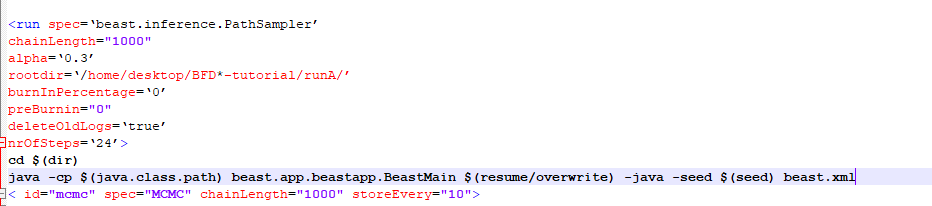 <run spec=‘beast.inference.PathSampler’
chainLength="1000"
alpha=‘0.3’
rootdir=‘/home/desktop/BFD*-tutorial/runA/’
burnInPercentage=‘0’
preBurnin="0"
deleteOldLogs=‘true’
nrOfSteps=‘24’>
cd $(dir)
java -cp $(java.class.path) beast.app.beastapp.BeastMain $(resume/overwrite) –java -seed $(seed) beast.xml
< id="mcmc" spec="MCMC" chainLength="1000" storeEvery="10">